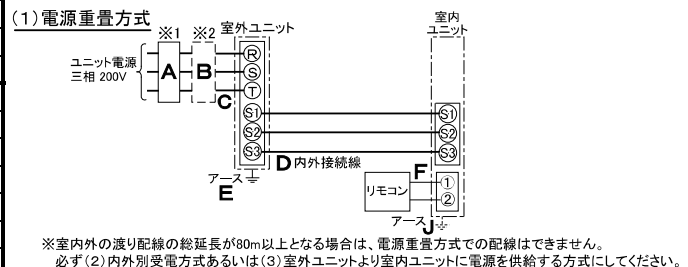 (1)電源重畳方式
※1
※2
室外ユニット
室内
ユニット
ユニット電源
三相 200V
A
B
C
R
S
T
S1
S2
S3
S1
S2
S3
D 内外接続線
アース
E
F
リモコン
①
②
アース J
※室内外の渡り配線の総延長が80m以上となる場合は、電源重畳方式での配線はできません。
必ず(2)内外別受電方式あるいは(3)室外ユニットより室内ユニットに電源を供給する方式にしてください。